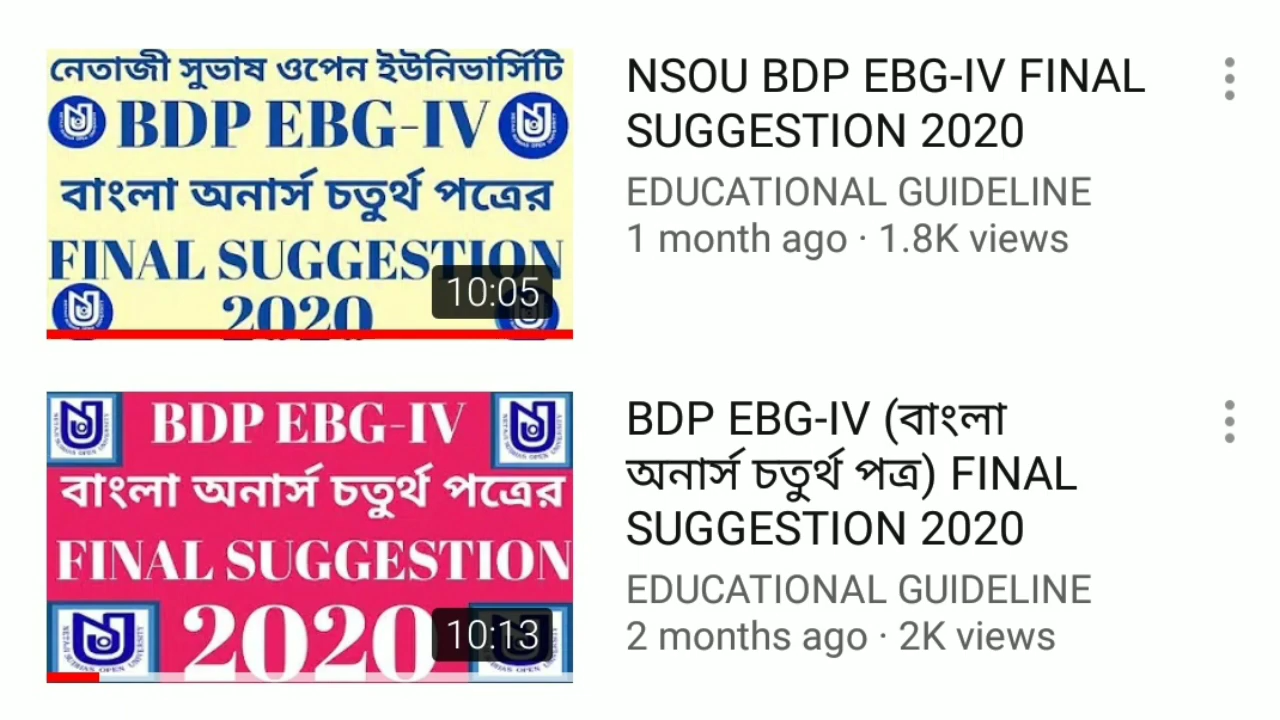 নেতাজী সুভাষ ওপেন ইউনিভার্সিটি
BDP EBG-IV
বাংলা অনার্স চতুর্থ পত্রের
FINAL SUGGESTION
2020
10:05
NSOU BDP EBG-IV FINAL
SUGGESTION 2020
EDUCATIONAL GUIDELINE
1 month ago · 1.8K views
BDP EBG-IV
বাংলা অনার্স চতুর্থ পত্রের
FINAL SUGGESTION
2020
10:13
BDP EBG-IV (বাংলা
অনার্স চতুর্থ পত্র) FINAL
SUGGESTION 2020
EDUCATIONAL GUIDELINE
2 months ago · 2K views